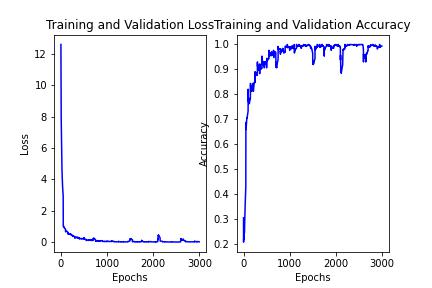 Training and Validation Loss
Loss
12
10
8
6
4
2
0
0 1000 2000 3000
Epochs
Training and Validation Accuracy
Accuracy
1.0
0.9
0.8
0.7
0.6
0.5
0.4
0.3
0.2
0 1000 2000 3000
Epochs